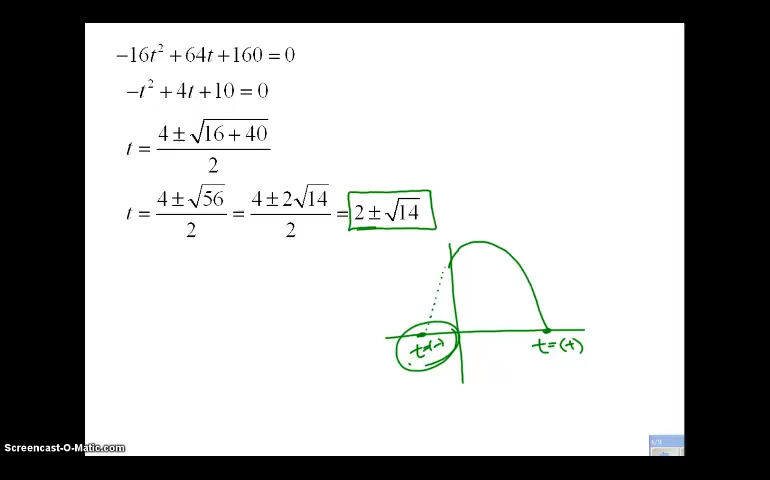 −16t² + 64t + 160 = 0
−t² + 4t + 10 = 0
t = (4 ± √(16 + 40)) / 2
t = (4 ± √56) / 2 = (4 ± 2√14) / 2 = 2 ± √14
t=(-)
t=(+)
Screencast-O-Matic.com